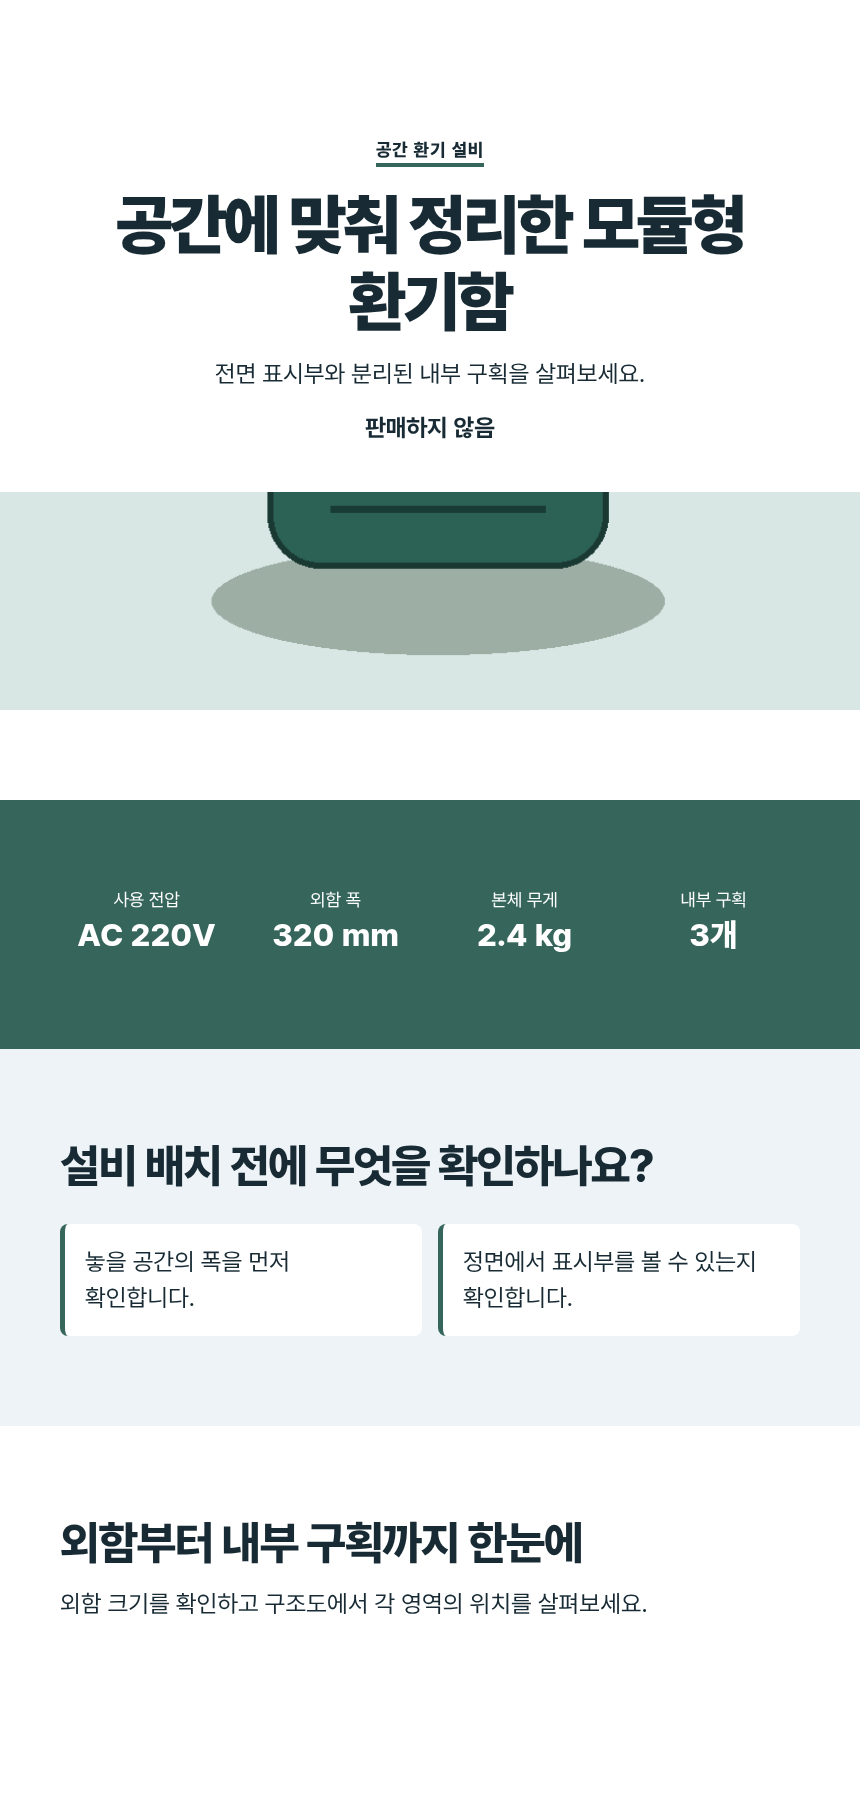 공간 환기 설비
공간에 맞춰 정리한 모듈형
환기함
전면 표시부와 분리된 내부 구획을 살펴보세요.
판매하지 않음
사용 전압
AC 220V
외함 폭
320 mm
본체 무게
2.4 kg
내부 구획
3개
설비 배치 전에 무엇을 확인하나요?
놓을 공간의 폭을 먼저
확인합니다.
정면에서 표시부를 볼 수 있는지
확인합니다.
외함부터 내부 구획까지 한눈에
외함 크기를 확인하고 구조도에서 각 영역의 위치를 살펴보세요.